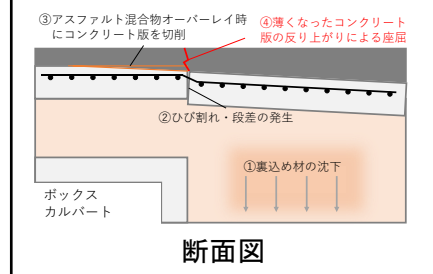 ③アスファルト混合物オーバーレイ時
にコンクリート版を切削
④薄くなったコンクリート
版の反り上がりによる座屈
②ひび割れ・段差の発生
①裏込め材の沈下
ボックス
カルバート
断面図